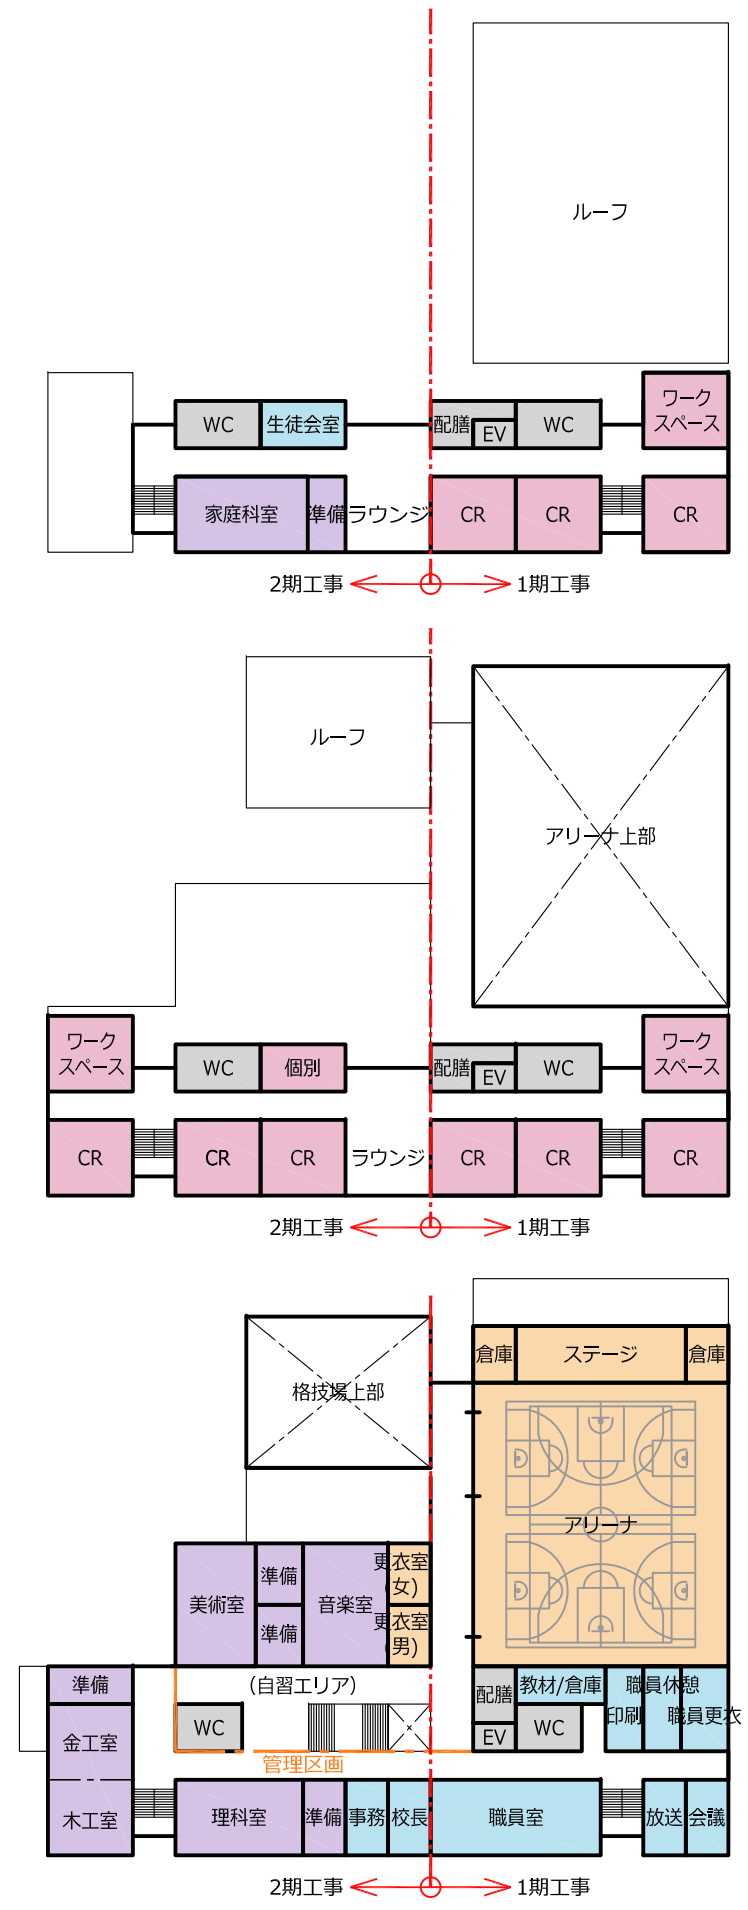 ルーフ
ワーク
スペース
WC
生徒会室
配膳
EV
WC
家庭科室
準備
ラウンジ
CR
CR
CR
2期工事
1期工事
ルーフ
アリーナ上部
ワーク
スペース
WC
個別
配膳
EV
WC
ワーク
スペース
CR
CR
CR
ラウンジ
CR
CR
CR
2期工事
1期工事
倉庫
ステージ
倉庫
格技場上部
アリーナ
美術室
準備
準備
音楽室
更衣室
(女)
更衣室
(男)
準備
(自習エリア)
配膳
教材/倉庫
職員休憩
印刷
職員更衣
金工室
WC
EV
WC
管理区画
木工室
理科室
準備
事務
校長
職員室
放送
会議
2期工事
1期工事